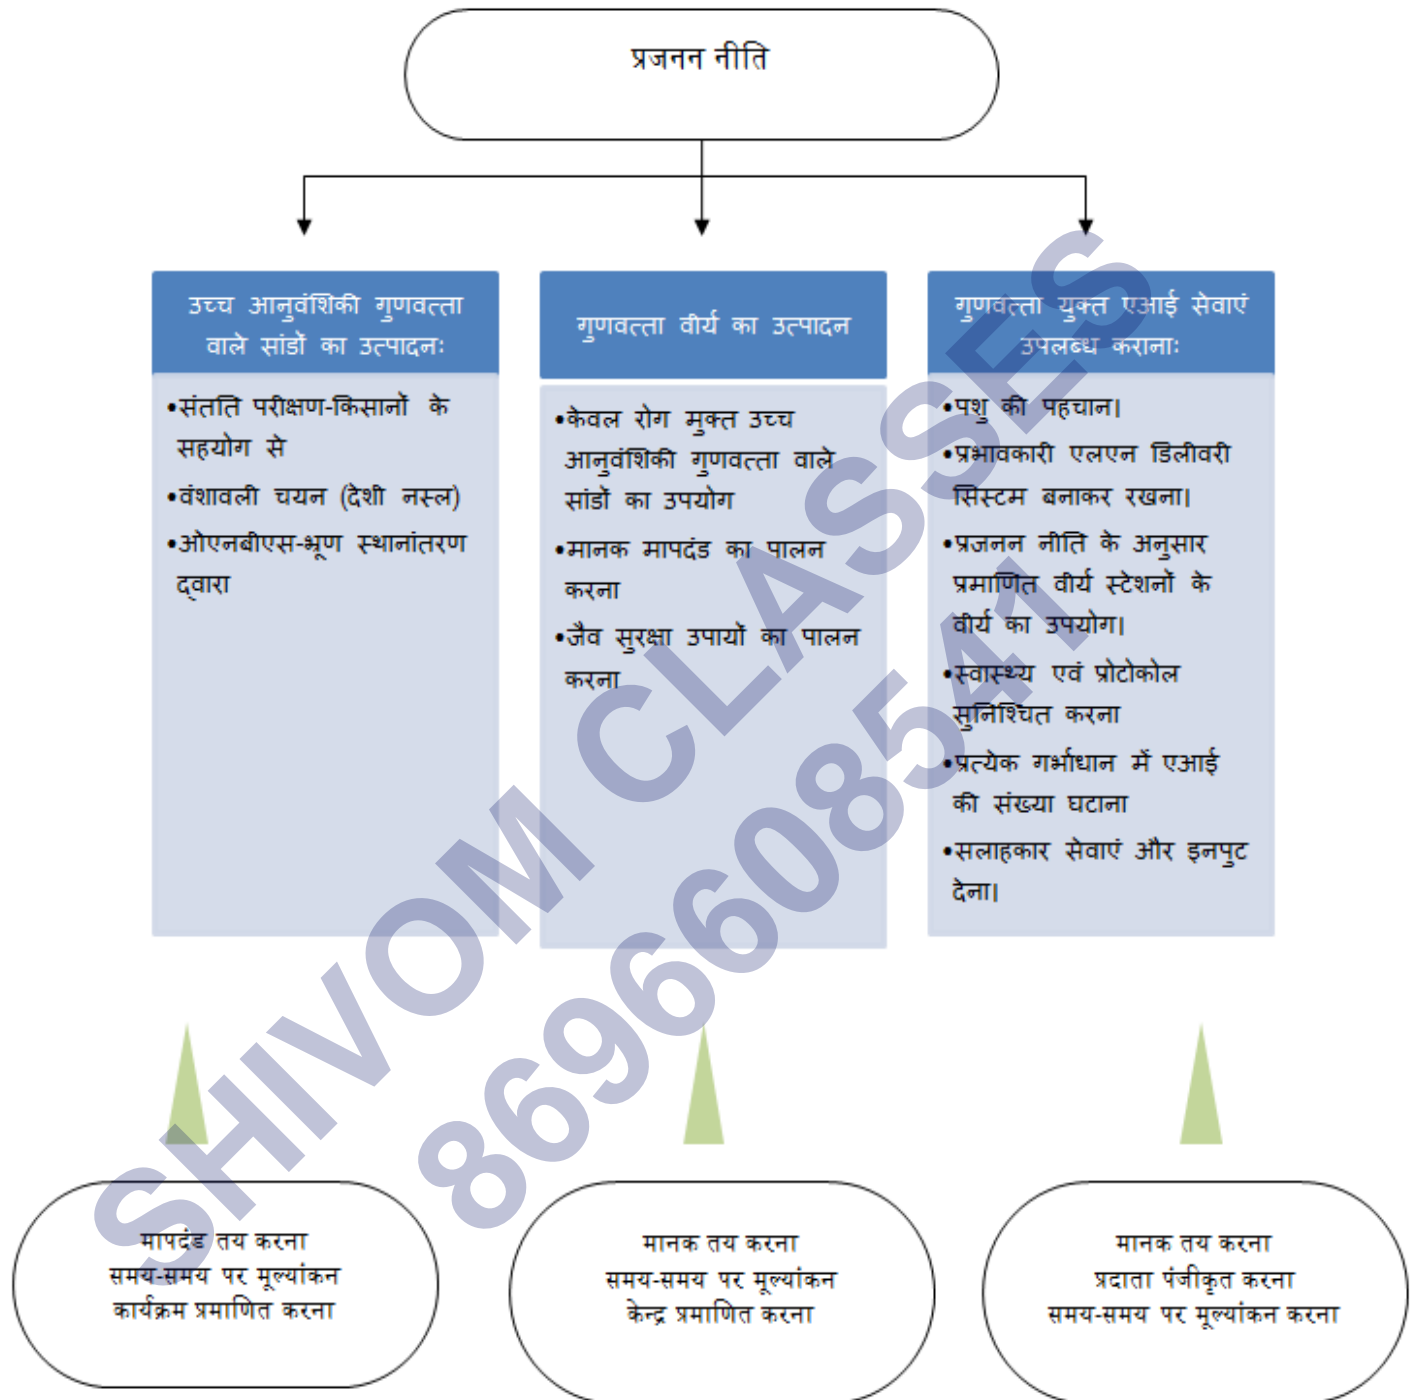 प्रजनन नीति
उच्च आनुवंशिकी गुणवत्ता
वाले सांडों का उत्पादनः
•संतति परीक्षण-किसानों के
सहयोग से
•वंशावली चयन (देशी नस्ल)
•ओएनबीएस-भ्रूण स्थानांतरण
द्वारा
गुणवत्ता वीर्य का उत्पादन
•केवल रोग मुक्त उच्च
आनुवंशिकी गुणवत्ता वाले
सांडों का उपयोग
•मानक मापदंड का पालन
करना
•जैव सुरक्षा उपायों का पालन
करना
गुणवत्ता युक्त एआई सेवाएं
उपलब्ध करानाः
•पशु की पहचान।
•प्रभावकारी एलएन डिलीवरी
सिस्टम बनाकर रखना।
•प्रजनन नीति के अनुसार
प्रमाणित वीर्य स्टेशनों के
वीर्य का उपयोग।
•स्वास्थ्य एवं प्रोटोकोल
सुनिश्चित करना
•प्रत्येक गर्भाधान में एआई
की संख्या घटाना
•सलाहकार सेवाएं और इनपुट
देना।
मापदंड तय करना
समय-समय पर मूल्यांकन
कार्यक्रम प्रमाणित करना
मानक तय करना
समय-समय पर मूल्यांकन
केन्द्र प्रमाणित करना
मानक तय करना
प्रदाता पंजीकृत करना
समय-समय पर मूल्यांकन करना
SHIVOM CLASSES
8696608541